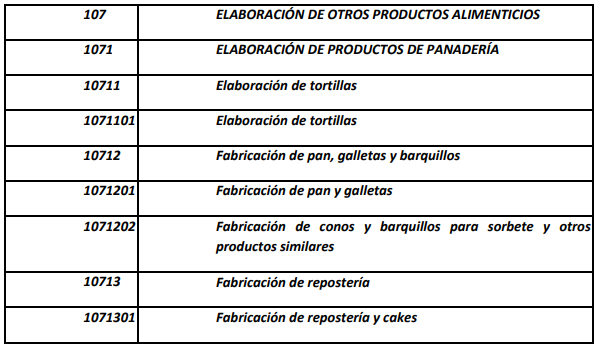 107 ELABORACIÓN DE OTROS PRODUCTOS ALIMENTICIOS
1071 ELABORACIÓN DE PRODUCTOS DE PANADERÍA
10711 Elaboración de tortillas
1071101 Elaboración de tortillas
10712 Fabricación de pan, galletas y barquillos
1071201 Fabricación de pan y galletas
1071202 Fabricación de conos y barquillos para sorbete y otros
productos similares
10713 Fabricación de repostería
1071301 Fabricación de repostería y cakes